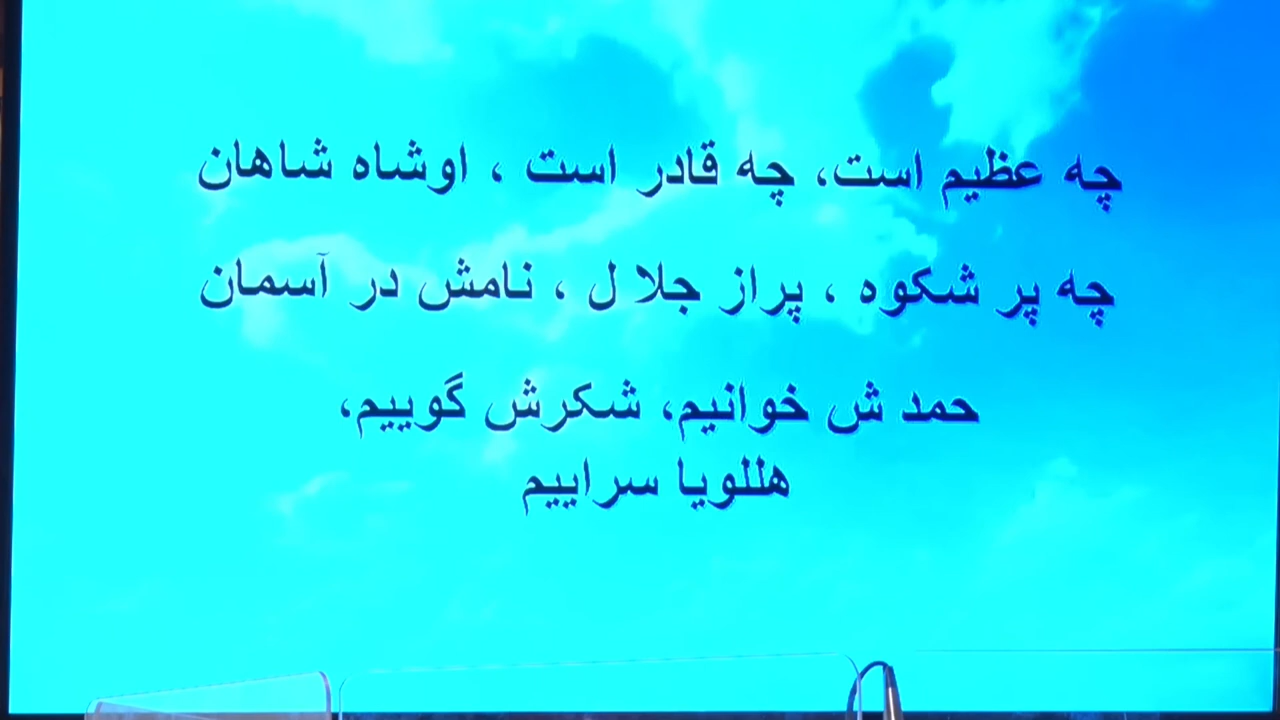 چه عظیم است، چه قادر است ، اوشاه شاهان
چه پر شکوه ، پراز جلا ل ، نامش در آسمان
حمد ش خوانیم، شکرش گوییم،
هللویا سراییم